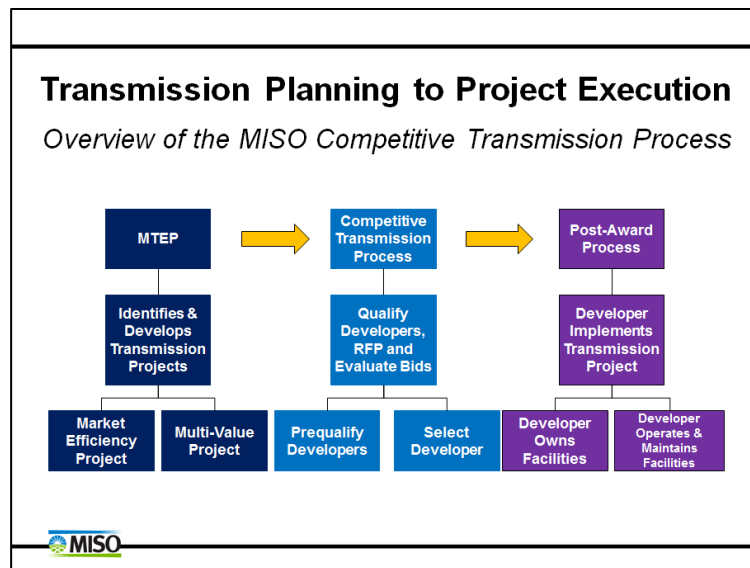 Transmission Planning to Project Execution
Overview of the MISO Competitive Transmission Process
MTEP
Competitive
Transmission
Process
Post-Award
Process
Identifies &
Develops
Transmission
Projects
Qualify
Developers,
RFP and
Evaluate Bids
Developer
Implements
Transmission
Project
Market
Efficiency
Project
Multi-Value
Project
Prequalify
Developers
Select
Developer
Developer
Owns
Facilities
Developer
Operates &
Maintains
Facilities
MISO